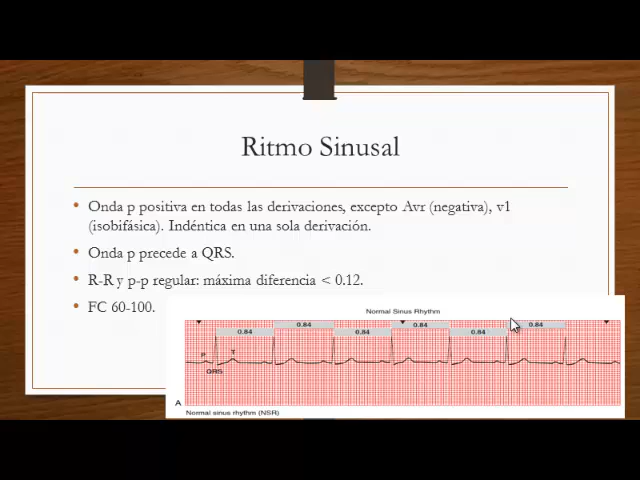 Ritmo Sinusal
• Onda p positiva en todas las derivaciones, excepto Avr (negativa), v1
(isobifásica). Indéntica en una sola derivación.
• Onda p precede a QRS.
• R-R y p-p regular: máxima diferencia < 0.12.
• FC 60-100.
Normal Sinus Rhythm
0.84 0.84 0.84
0.84 0.84 0.84
P T
QRS
A
Normal sinus rhythm (NSR)